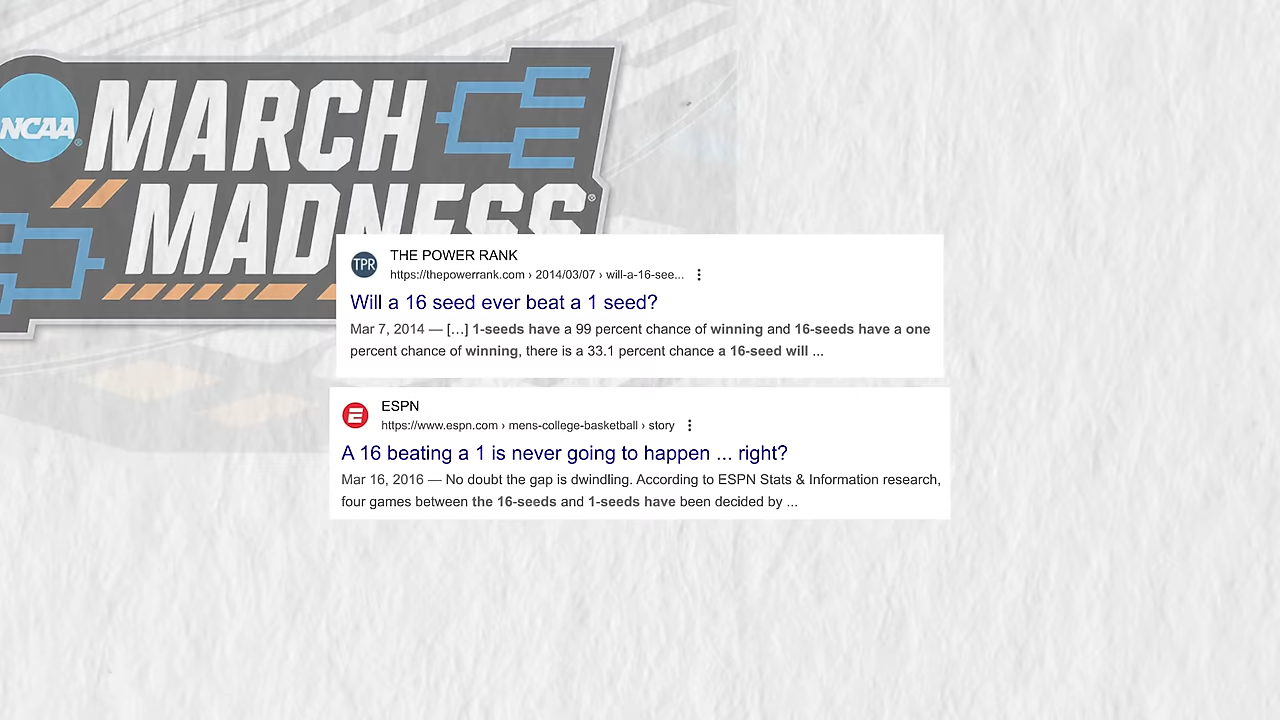 NCAA
®
MARCH
MADNESS®
TPR
THE POWER RANK
https://thepowerrank.com › 2014/03/07 › will-a-16-see...
Will a 16 seed ever beat a 1 seed?
Mar 7, 2014 — [...] 1-seeds have a 99 percent chance of winning and 16-seeds have a one
percent chance of winning, there is a 33.1 percent chance a 16-seed will ...
ESPN
https://www.espn.com › mens-college-basketball › story
A 16 beating a 1 is never going to happen ... right?
Mar 16, 2016 — No doubt the gap is dwindling. According to ESPN Stats & Information research,
four games between the 16-seeds and 1-seeds have been decided by ...